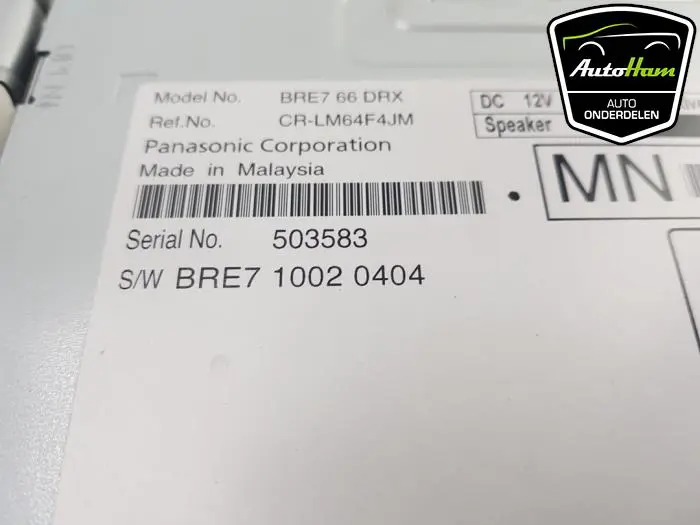 Model No. BRE7 66 DRX
Ref.No. CR-LM64F4JM
Panasonic Corporation
Made in Malaysia
Serial No. 503583
S/W BRE7 1002 0404
DC 12V
Speaker
MN
AutoHam
AUTO
ONDERDELEN